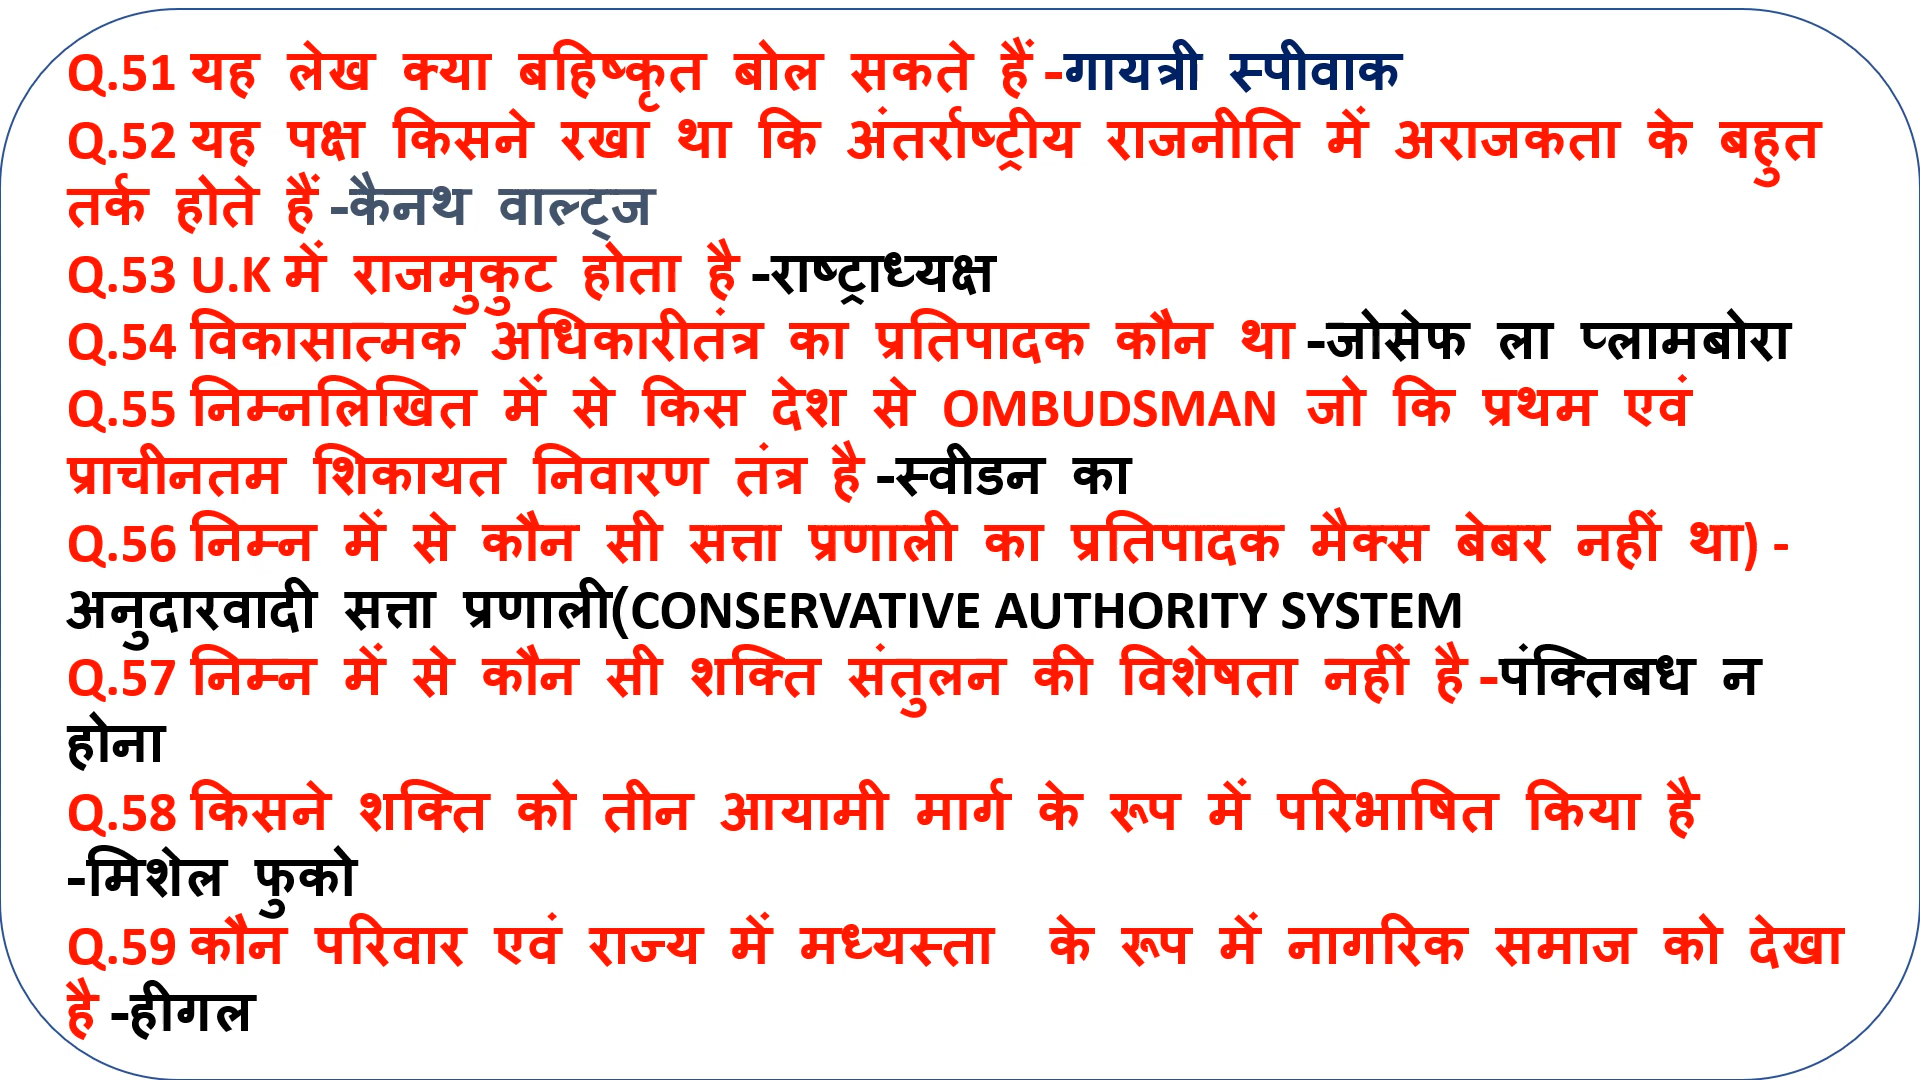 Q.51 यह लेख क्या बहिष्कृत बोल सकते हैं -गायत्री स्पीवाक
Q.52 यह पक्ष किसने रखा था कि अंतर्राष्ट्रीय राजनीति में अराजकता के बहुत
तर्क होते हैं -कैनथ वाल्ट्ज
Q.53 U.K में राजमुकुट होता है -राष्ट्राध्यक्ष
Q.54 विकासात्मक अधिकारीतंत्र का प्रतिपादक कौन था -जोसेफ ला प्लामबोरा
Q.55 निम्नलिखित में से किस देश से OMBUDSMAN जो कि प्रथम एवं
प्राचीनतम शिकायत निवारण तंत्र है -स्वीडन का
Q.56 निम्न में से कौन सी सत्ता प्रणाली का प्रतिपादक मैक्स बेबर नहीं था) -
अनुदारवादी सत्ता प्रणाली(CONSERVATIVE AUTHORITY SYSTEM
Q.57 निम्न में से कौन सी शक्ति संतुलन की विशेषता नहीं है -पंक्तिबध न
होना
Q.58 किसने शक्ति को तीन आयामी मार्ग के रूप में परिभाषित किया है
-मिशेल फुको
Q.59 कौन परिवार एवं राज्य में मध्यस्ता के रूप में नागरिक समाज को देखा
है -हीगल